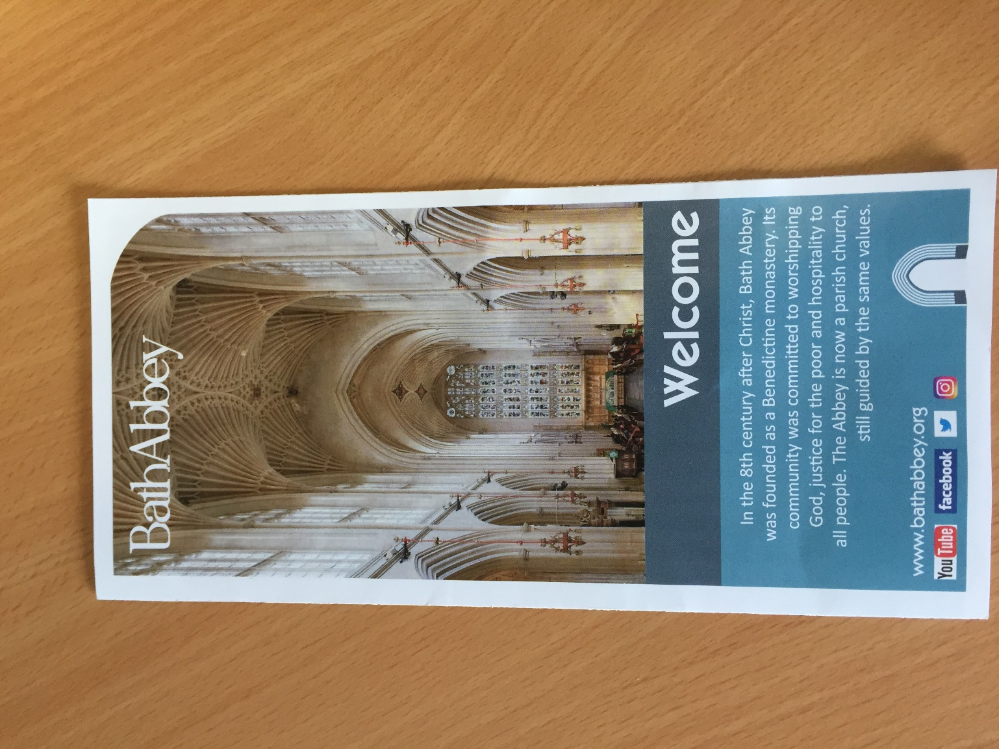 BathAbbey
Welcome
In the 8th century after Christ, Bath Abbey
was founded as a Benedictine monastery. Its
community was committed to worshipping
God, justice for the poor and hospitality to
all people. The Abbey is now a parish church,
still guided by the same values.
www.bathabbey.org
YouTube facebook